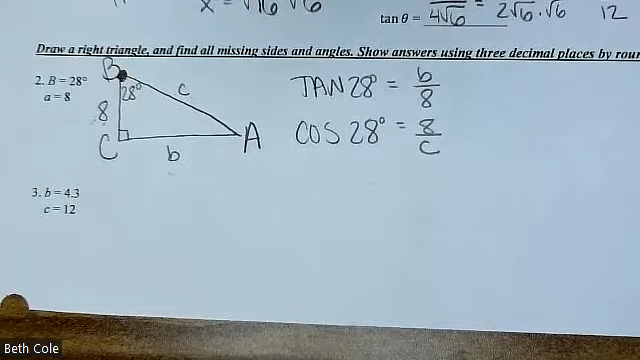 x = √16 √6
tan θ = 4√6 = 2√6 · √6 12
Draw a right triangle, and find all missing sides and angles. Show answers using three decimal places by
2. B = 28°
a = 8
B
28°
c
8
C
b
A
TAN 28° = b/8
COS 28° = 8/c
3. b = 4.3
c = 12
Beth Cole